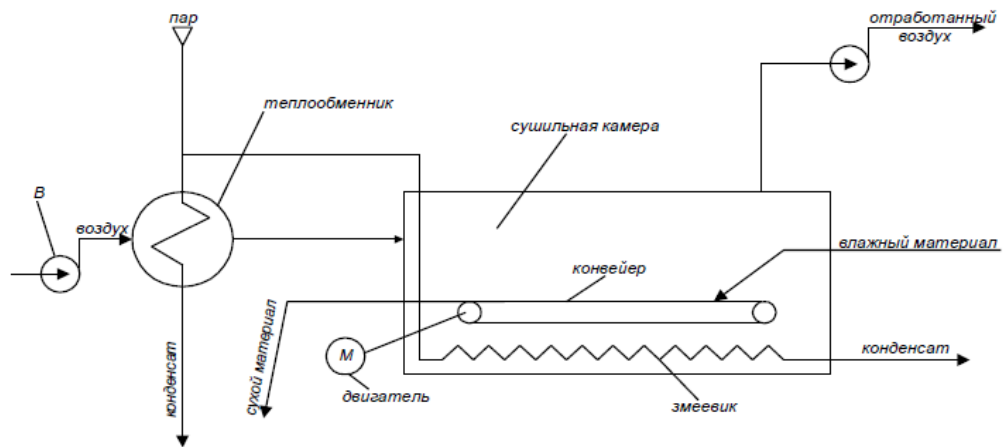 пар
отработанный
воздух
теплообменник
сушильная камера
В
воздух
влажный материал
конвейер
сухой материал
конденсат
М
двигатель
змеевик
конденсат